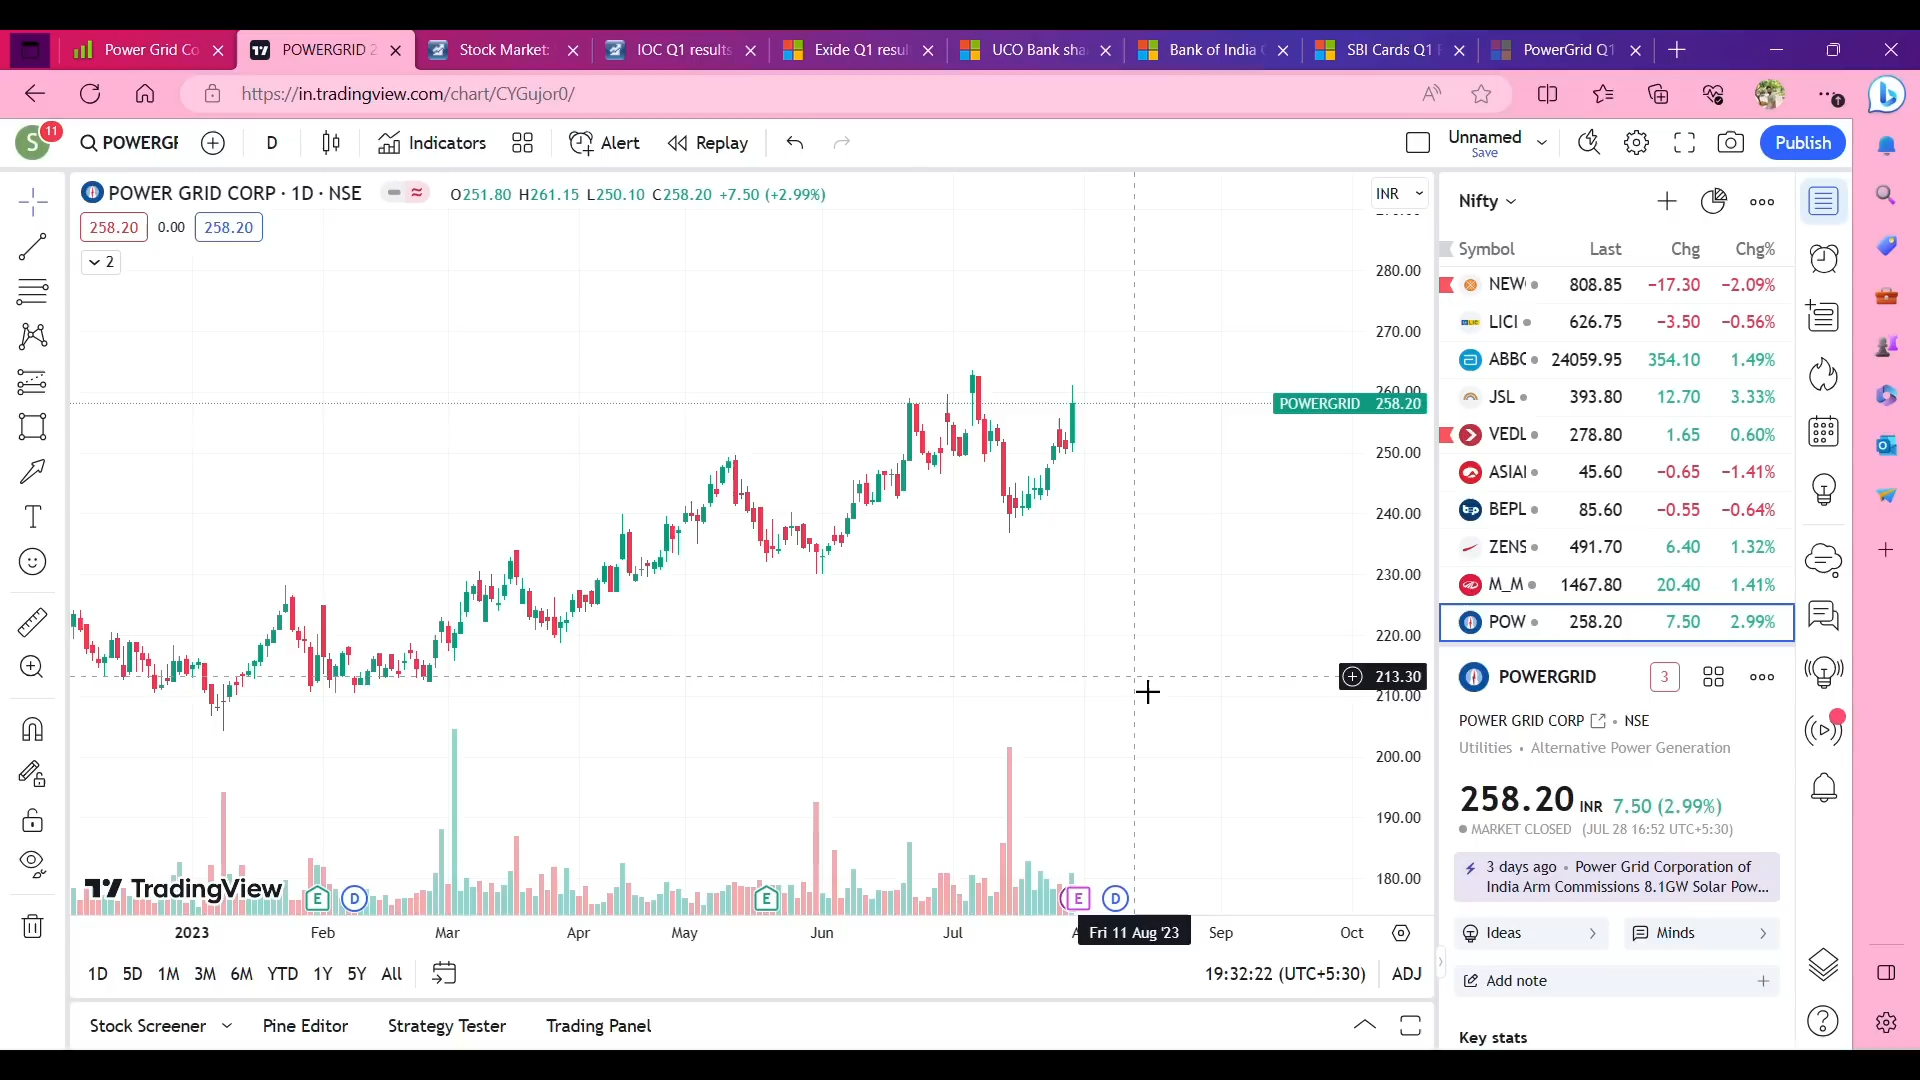 Power Grid Co
POWERGRID 2
Stock Market:
IOC Q1 results
Exide Q1 resul
UCO Bank sha
Bank of India
SBI Cards Q1
PowerGrid Q1
https://in.tradingview.com/chart/CYGujor0/
S
11
POWERGR
D
Indicators
Alert
Replay
Unnamed
Save
Publish
POWER GRID CORP · 1D · NSE
O251.80 H261.15 L250.10 C258.20 +7.50 (+2.99%)
INR
258.20 0.00 258.20
2
280.00
270.00
260.00
POWERGRID 258.20
250.00
240.00
230.00
220.00
213.30
210.00
200.00
190.00
180.00
TradingView
E D E E D
2023 Feb Mar Apr May Jun Jul Fri 11 Aug '23 Sep Oct
1D 5D 1M 3M 6M YTD 1Y 5Y All
19:32:22 (UTC+5:30) ADJ
Stock Screener Pine Editor Strategy Tester Trading Panel
Nifty
Symbol Last Chg Chg%
NEW 808.85 −17.30 −2.09%
LICI 626.75 −3.50 −0.56%
ABBO 24059.95 354.10 1.49%
JSL 393.80 12.70 3.33%
VEDL 278.80 1.65 0.60%
ASIAI 45.60 −0.65 −1.41%
BEPL 85.60 −0.55 −0.64%
ZENS 491.70 6.40 1.32%
M_M 1467.80 20.40 1.41%
POW 258.20 7.50 2.99%
POWERGRID 3
POWER GRID CORP • NSE
Utilities • Alternative Power Generation
258.20 INR 7.50 (2.99%)
MARKET CLOSED (JUL 28 16:52 UTC+5:30)
3 days ago • Power Grid Corporation of
India Arm Commissions 8.1GW Solar Pow...
Ideas
Minds
Add note
Key stats